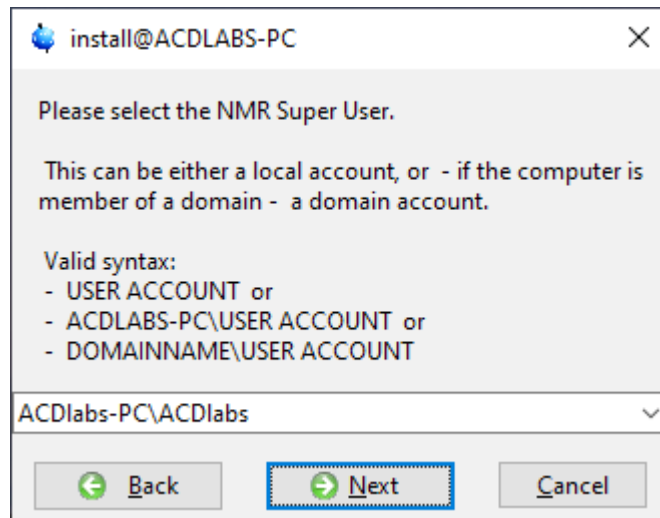 install@ACDLABS-PC
Please select the NMR Super User.
This can be either a local account, or - if the computer is
member of a domain - a domain account.
Valid syntax:
- USER ACCOUNT or
- ACDLABS-PC\USER ACCOUNT or
- DOMAINNAME\USER ACCOUNT
ACDlabs-PC\ACDlabs
Back Next Cancel